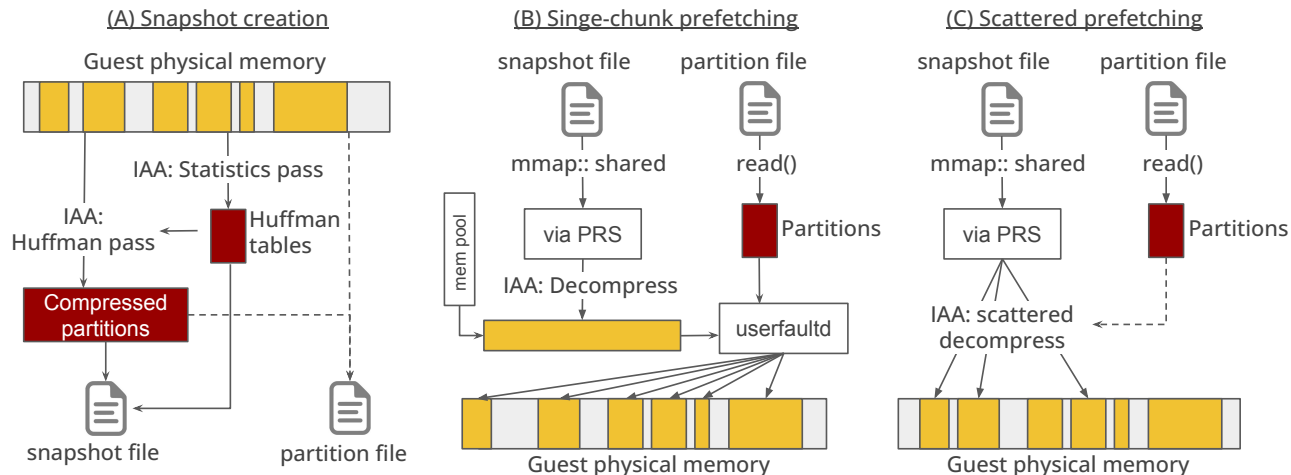 (A) Snapshot creation
Guest physical memory
IAA: Statistics pass
IAA:
Huffman pass
Huffman
tables
Compressed
partitions
snapshot file
partition file
(B) Singe-chunk prefetching
snapshot file
partition file
mmap:: shared
read()
mem pool
via PRS
Partitions
IAA: Decompress
userfaultd
Guest physical memory
(C) Scattered prefetching
snapshot file
partition file
mmap:: shared
read()
via PRS
Partitions
IAA: scattered
decompress
Guest physical memory